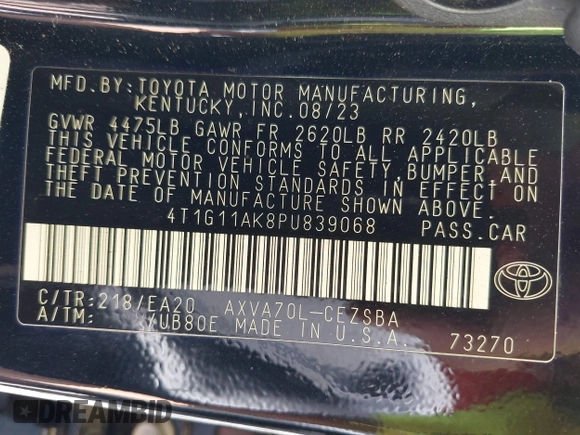 MFD.BY:TOYOTA MOTOR MANUFACTURING,
KENTUCKY,INC.08/23
GVWR 4475LB GAWR FR 2620LB RR 2420LB
THIS VEHICLE CONFORMS TO ALL APPLICABLE
FEDERAL MOTOR VEHICLE SAFETY,BUMPER,AND
THEFT PREVENTION STANDARDS IN EFFECT ON
THE DATE OF MANUFACTURE SHOWN ABOVE.
4T1G11AK8PU839068 PASS.CAR
C/TR:218/EA20 AXVA70L-CEZSBA
A/TM: /UB80E MADE IN U.S.A. 73270
TOYOTA
DREAMBID